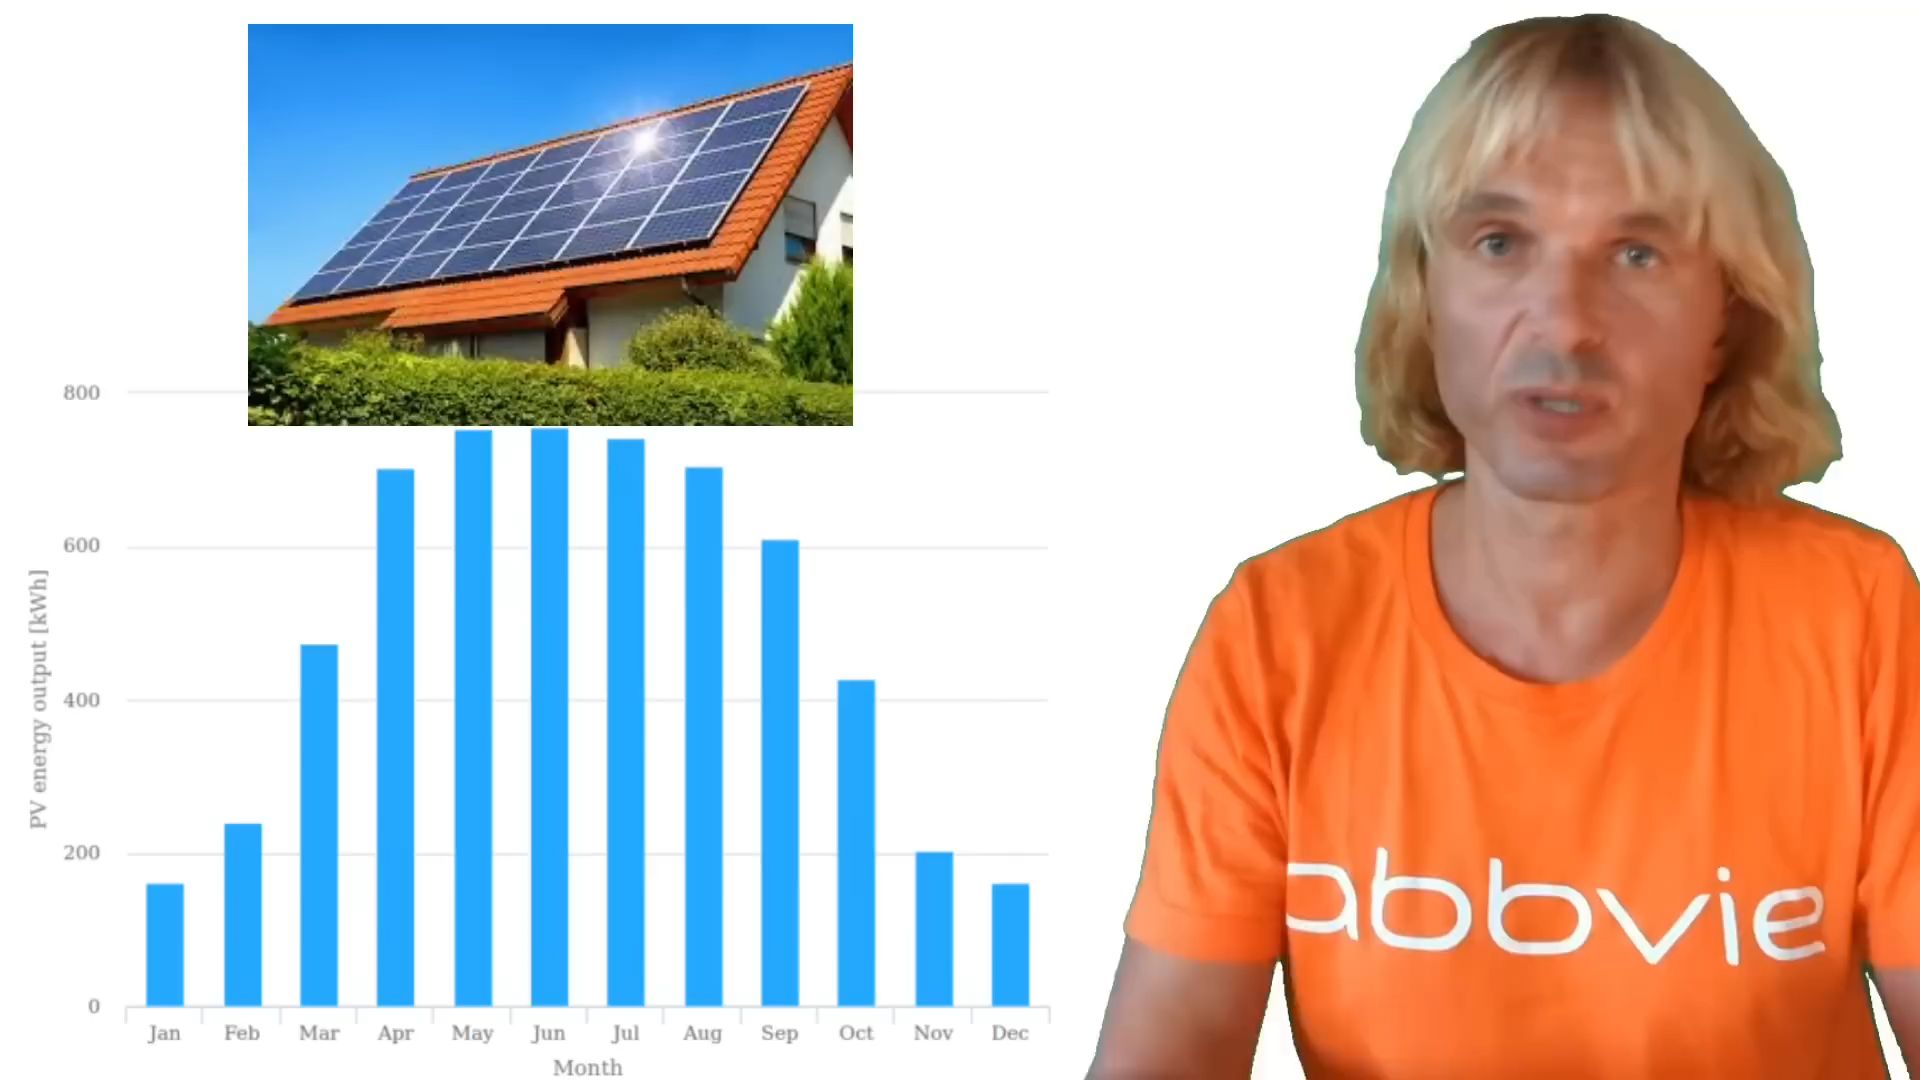 800
600
400
200
0
PV energy output [kWh]
Jan Feb Mar Apr May Jun Jul Aug Sep Oct Nov Dec
Month
abbvie